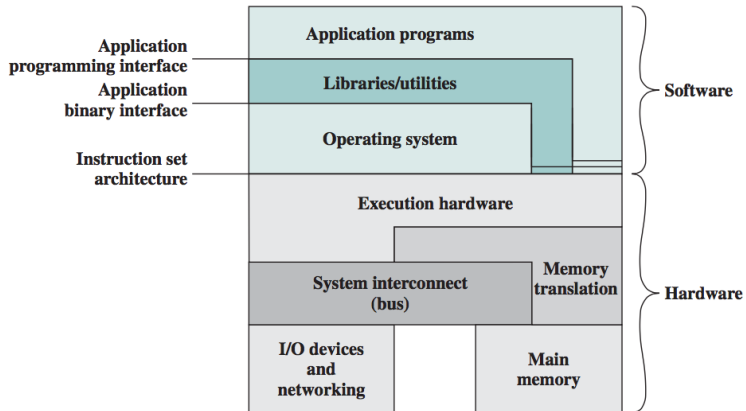 Application
programming interface
Application
binary interface
Instruction set
architecture
Application programs
Libraries/utilities
Operating system
Software
Execution hardware
Memory
translation
System interconnect
(bus)
I/O devices
and
networking
Main
memory
Hardware